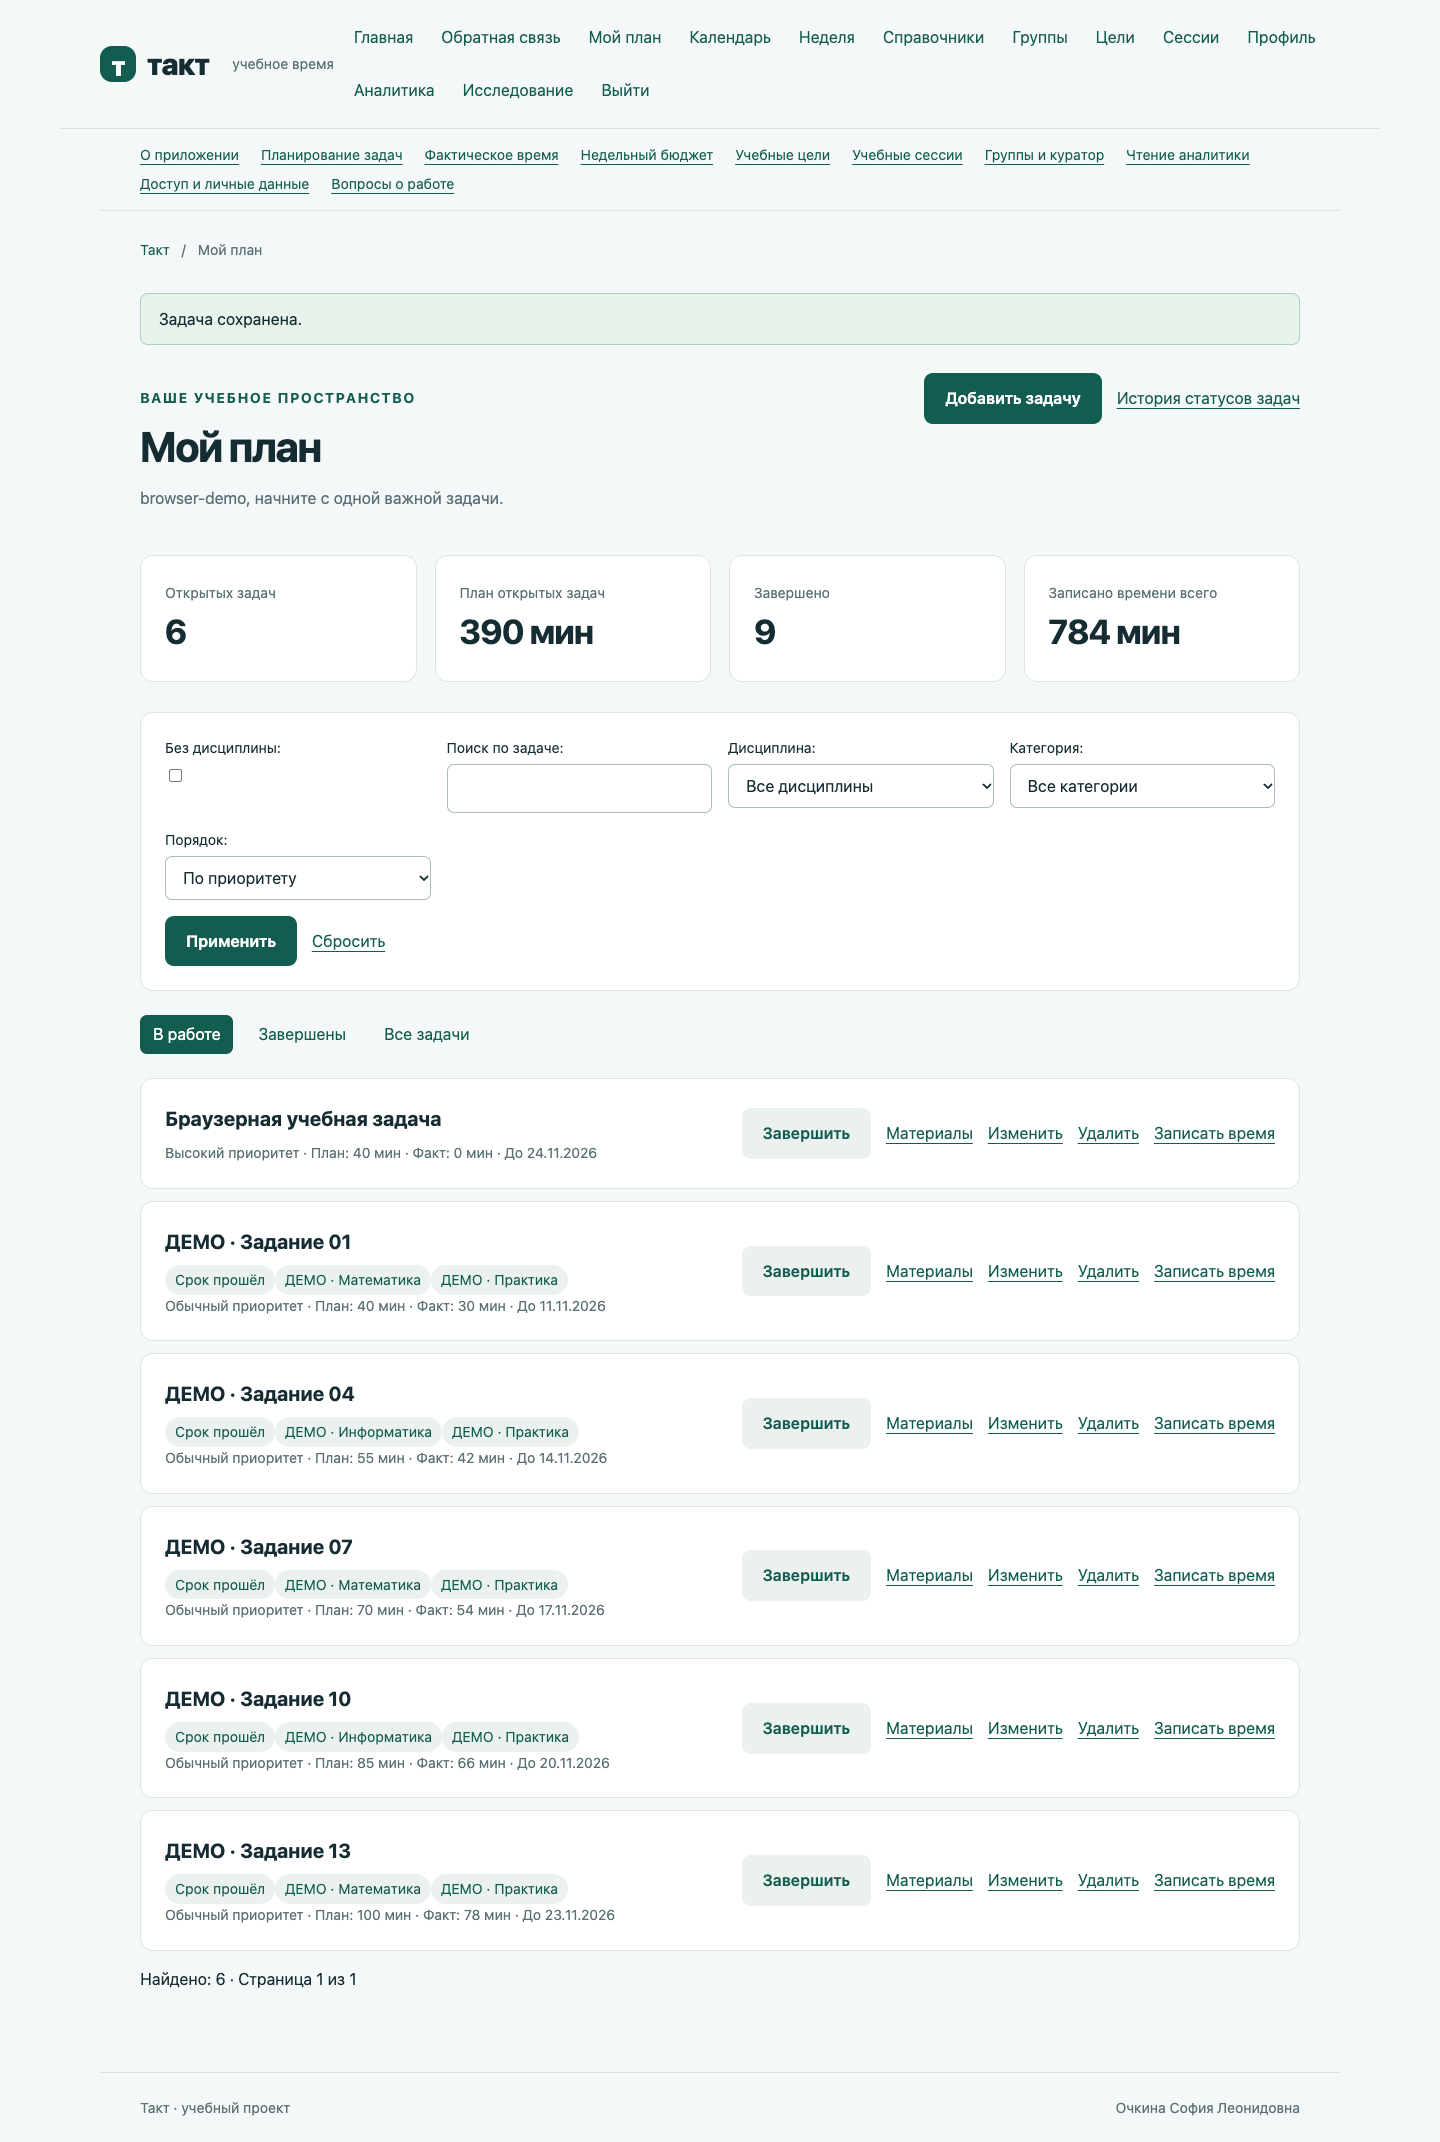 т такт учебное время
Главная Обратная связь Мой план Календарь Неделя Справочники Группы Цели Сессии Профиль
Аналитика Исследование Выйти
О приложении Планирование задач Фактическое время Недельный бюджет Учебные цели Учебные сессии Группы и куратор Чтение аналитики
Доступ и личные данные Вопросы о работе
Такт / Мой план
Задача сохранена.
ВАШЕ УЧЕБНОЕ ПРОСТРАНСТВО
Добавить задачу История статусов задач
Мой план
browser-demo, начните с одной важной задачи.
Открытых задач План открытых задач Завершено Записано времени всего
6 390 мин 9 784 мин
Без дисциплины: Поиск по задаче: Дисциплина: Категория:
Все дисциплины Все категории
Порядок:
По приоритету
Применить Сбросить
В работе Завершены Все задачи
Браузерная учебная задача
Высокий приоритет · План: 40 мин · Факт: 0 мин · До 24.11.2026
Завершить Материалы Изменить Удалить Записать время
ДЕМО · Задание 01
Срок прошёл ДЕМО · Математика ДЕМО · Практика
Обычный приоритет · План: 40 мин · Факт: 30 мин · До 11.11.2026
Завершить Материалы Изменить Удалить Записать время
ДЕМО · Задание 04
Срок прошёл ДЕМО · Информатика ДЕМО · Практика
Обычный приоритет · План: 55 мин · Факт: 42 мин · До 14.11.2026
Завершить Материалы Изменить Удалить Записать время
ДЕМО · Задание 07
Срок прошёл ДЕМО · Математика ДЕМО · Практика
Обычный приоритет · План: 70 мин · Факт: 54 мин · До 17.11.2026
Завершить Материалы Изменить Удалить Записать время
ДЕМО · Задание 10
Срок прошёл ДЕМО · Информатика ДЕМО · Практика
Обычный приоритет · План: 85 мин · Факт: 66 мин · До 20.11.2026
Завершить Материалы Изменить Удалить Записать время
ДЕМО · Задание 13
Срок прошёл ДЕМО · Математика ДЕМО · Практика
Обычный приоритет · План: 100 мин · Факт: 78 мин · До 23.11.2026
Завершить Материалы Изменить Удалить Записать время
Найдено: 6 · Страница 1 из 1
Такт · учебный проект Очкина София Леонидовна